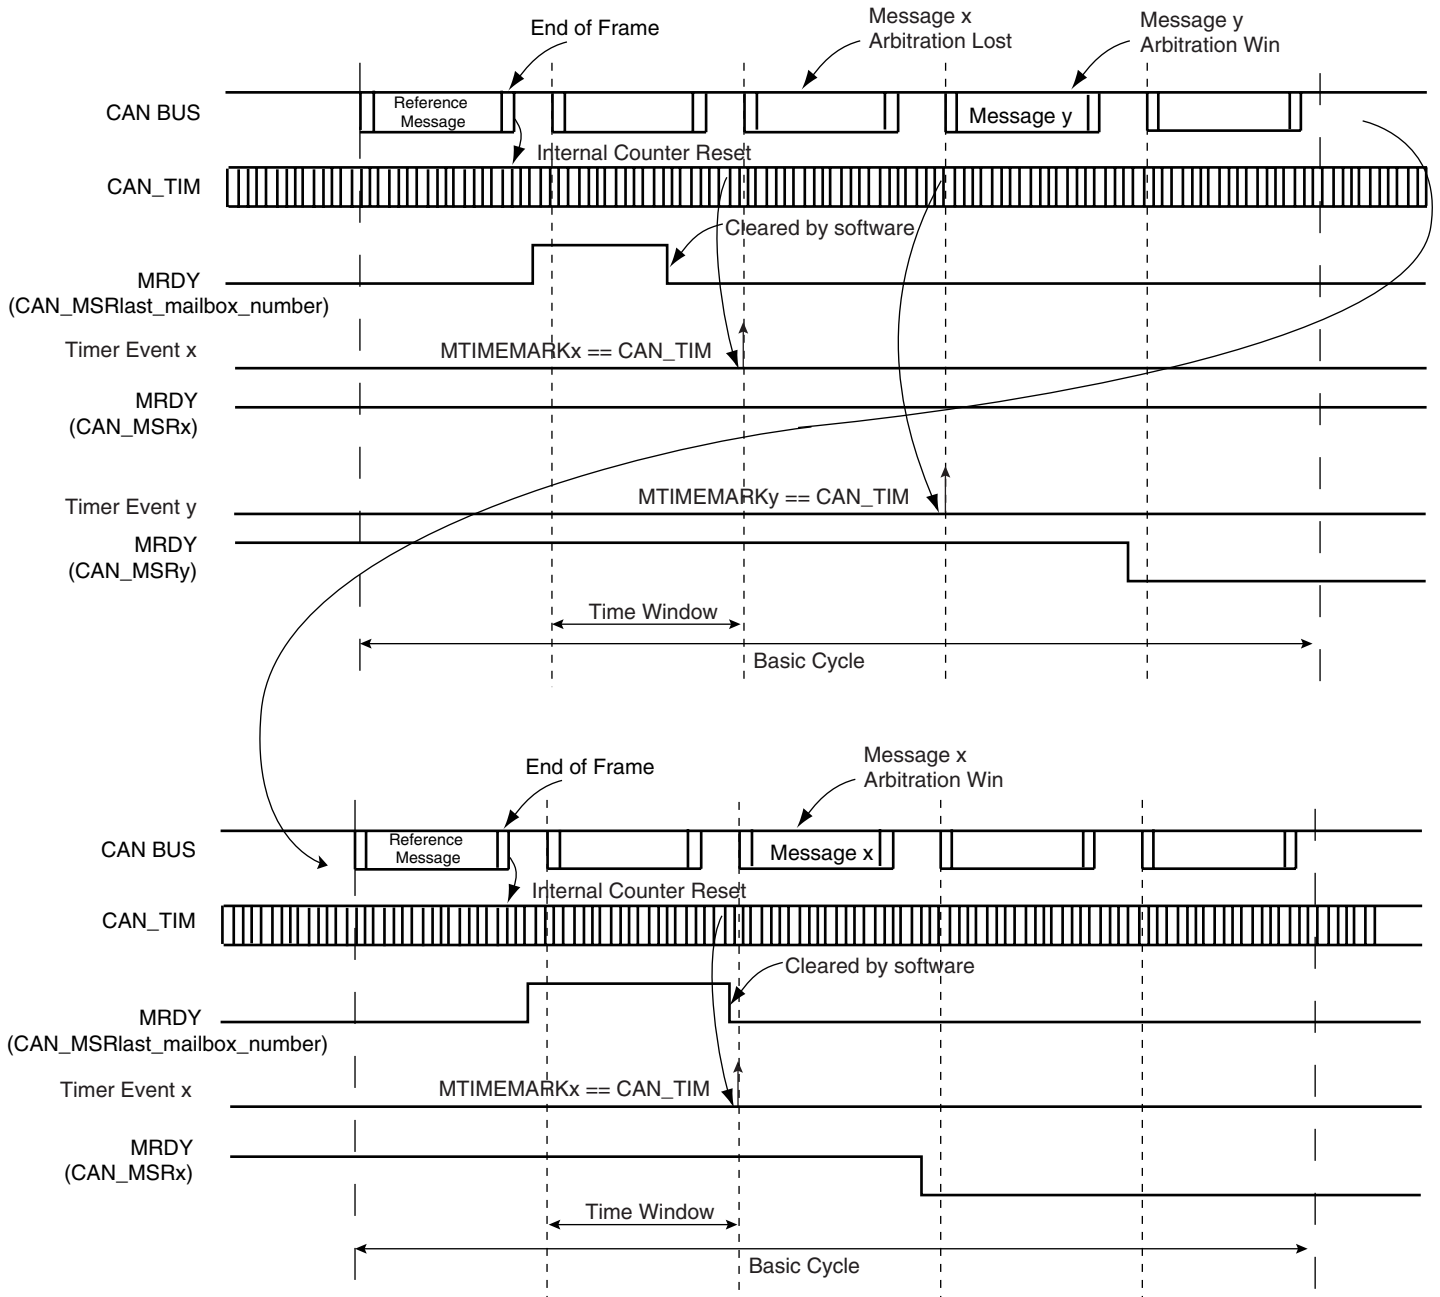 End of Frame
Message x
Arbitration Lost
Message y
Arbitration Win
CAN BUS
Reference
Message
Message y
Internal Counter Reset
CAN_TIM
Cleared by software
MRDY
(CAN_MSRlast_mailbox_number)
Timer Event x
MTIMEMARKx == CAN_TIM
MRDY
(CAN_MSRx)
Timer Event y
MTIMEMARKy == CAN_TIM
MRDY
(CAN_MSRy)
Time Window
Basic Cycle
End of Frame
Message x
Arbitration Win
CAN BUS
Reference
Message
Message x
Internal Counter Reset
CAN_TIM
Cleared by software
MRDY
(CAN_MSRlast_mailbox_number)
Timer Event x
MTIMEMARKx == CAN_TIM
MRDY
(CAN_MSRx)
Time Window
Basic Cycle